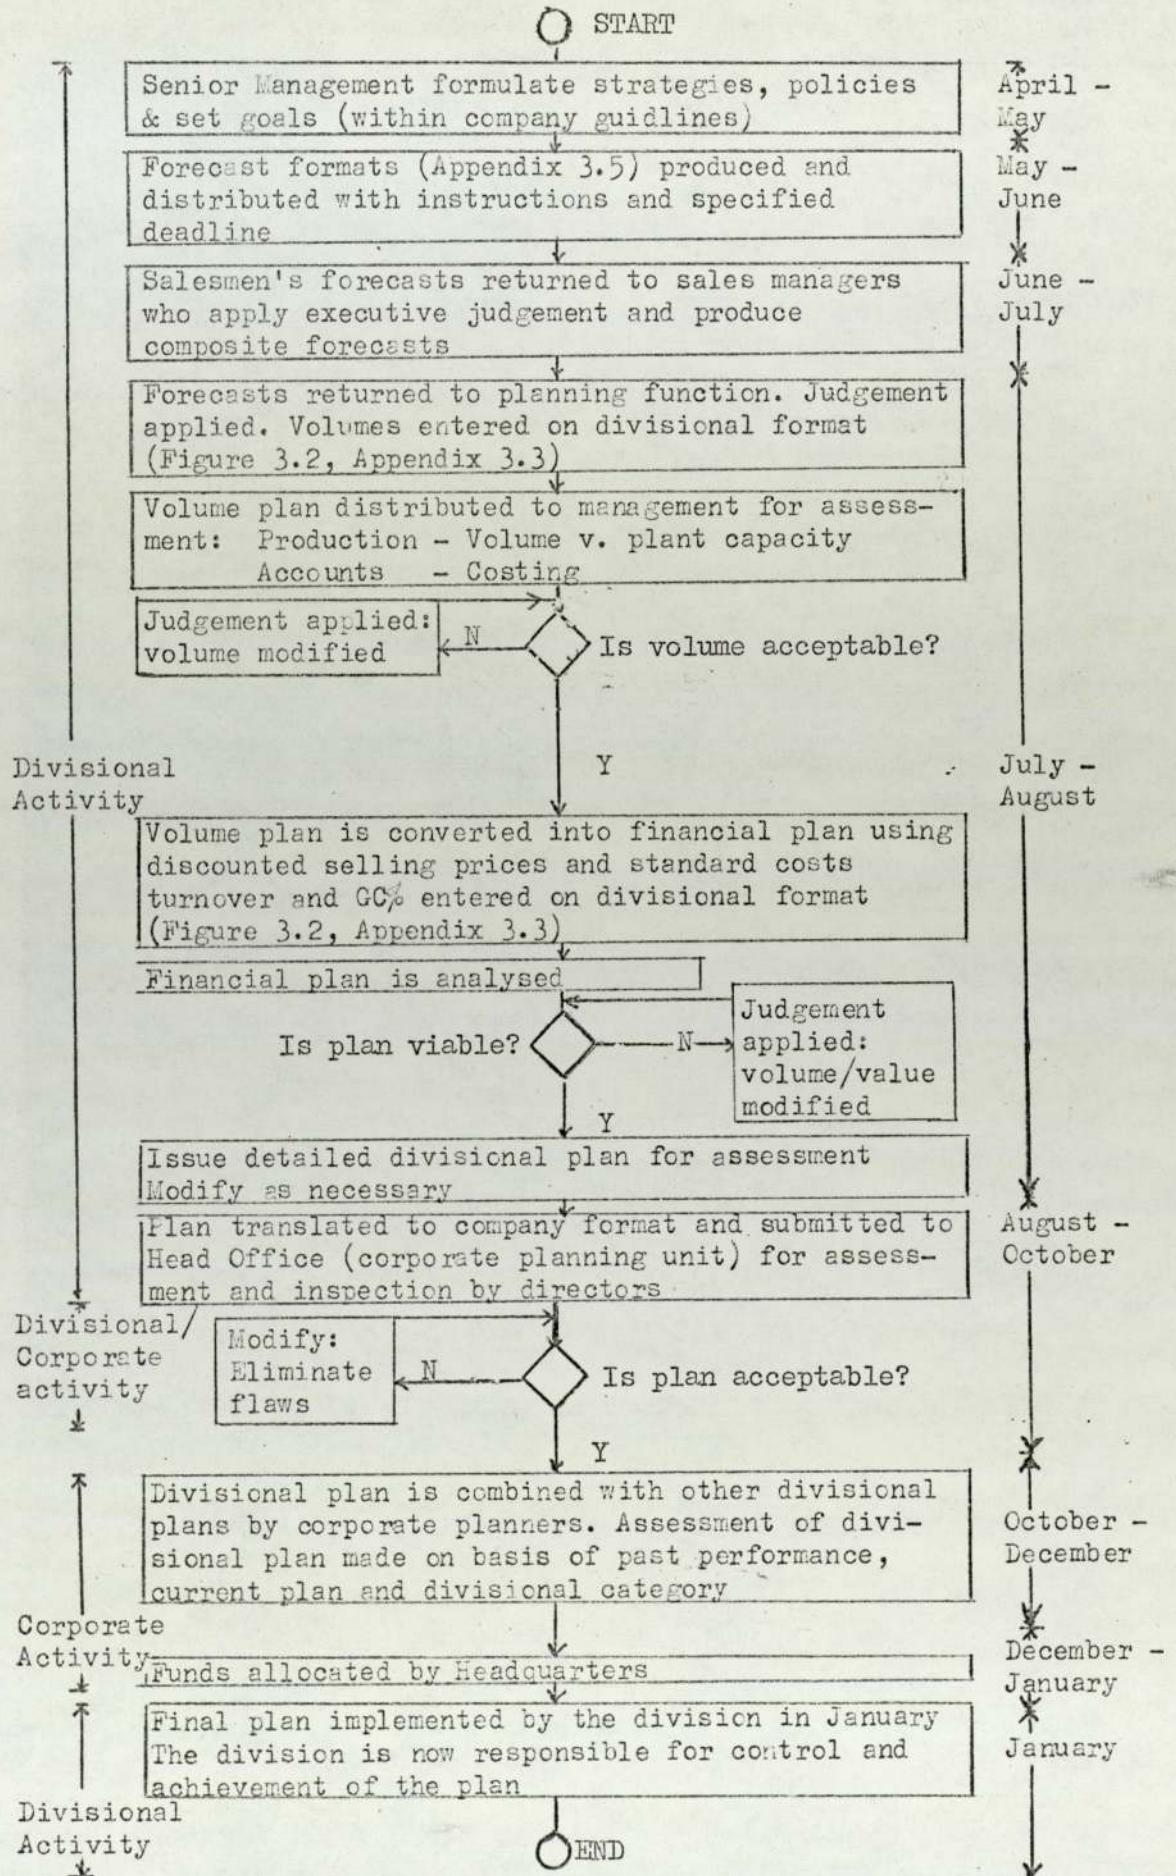 START
Senior Management formulate strategies, policies
& set goals (within company guidlines)
April -
May
Forecast formats (Appendix 3.5) produced and
distributed with instructions and specified
deadline
May -
June
Salesmen's forecasts returned to sales managers
who apply executive judgement and produce
composite forecasts
June -
July
Forecasts returned to planning function. Judgement
applied. Volumes entered on divisional format
(Figure 3.2, Appendix 3.3)
Volume plan distributed to management for assess-
ment: Production - Volume v. plant capacity
Accounts - Costing
Judgement applied:
volume modified
N
Is volume acceptable?
Y
Divisional
Activity
July -
August
Volume plan is converted into financial plan using
discounted selling prices and standard costs
turnover and GC% entered on divisional format
(Figure 3.2, Appendix 3.3)
Financial plan is analysed
Is plan viable?
N
Judgement
applied:
volume/value
modified
Y
Issue detailed divisional plan for assessment
Modify as necessary
Plan translated to company format and submitted to
Head Office (corporate planning unit) for assess-
ment and inspection by directors
August -
October
Divisional/
Corporate
activity
Modify:
Eliminate
flaws
N
Is plan acceptable?
Y
Divisional plan is combined with other divisional
plans by corporate planners. Assessment of divi-
sional plan made on basis of past performance,
current plan and divisional category
October -
December
Corporate
Activity
Funds allocated by Headquarters
December -
January
Final plan implemented by the division in January
The division is now responsible for control and
achievement of the plan
January
Divisional
Activity
END